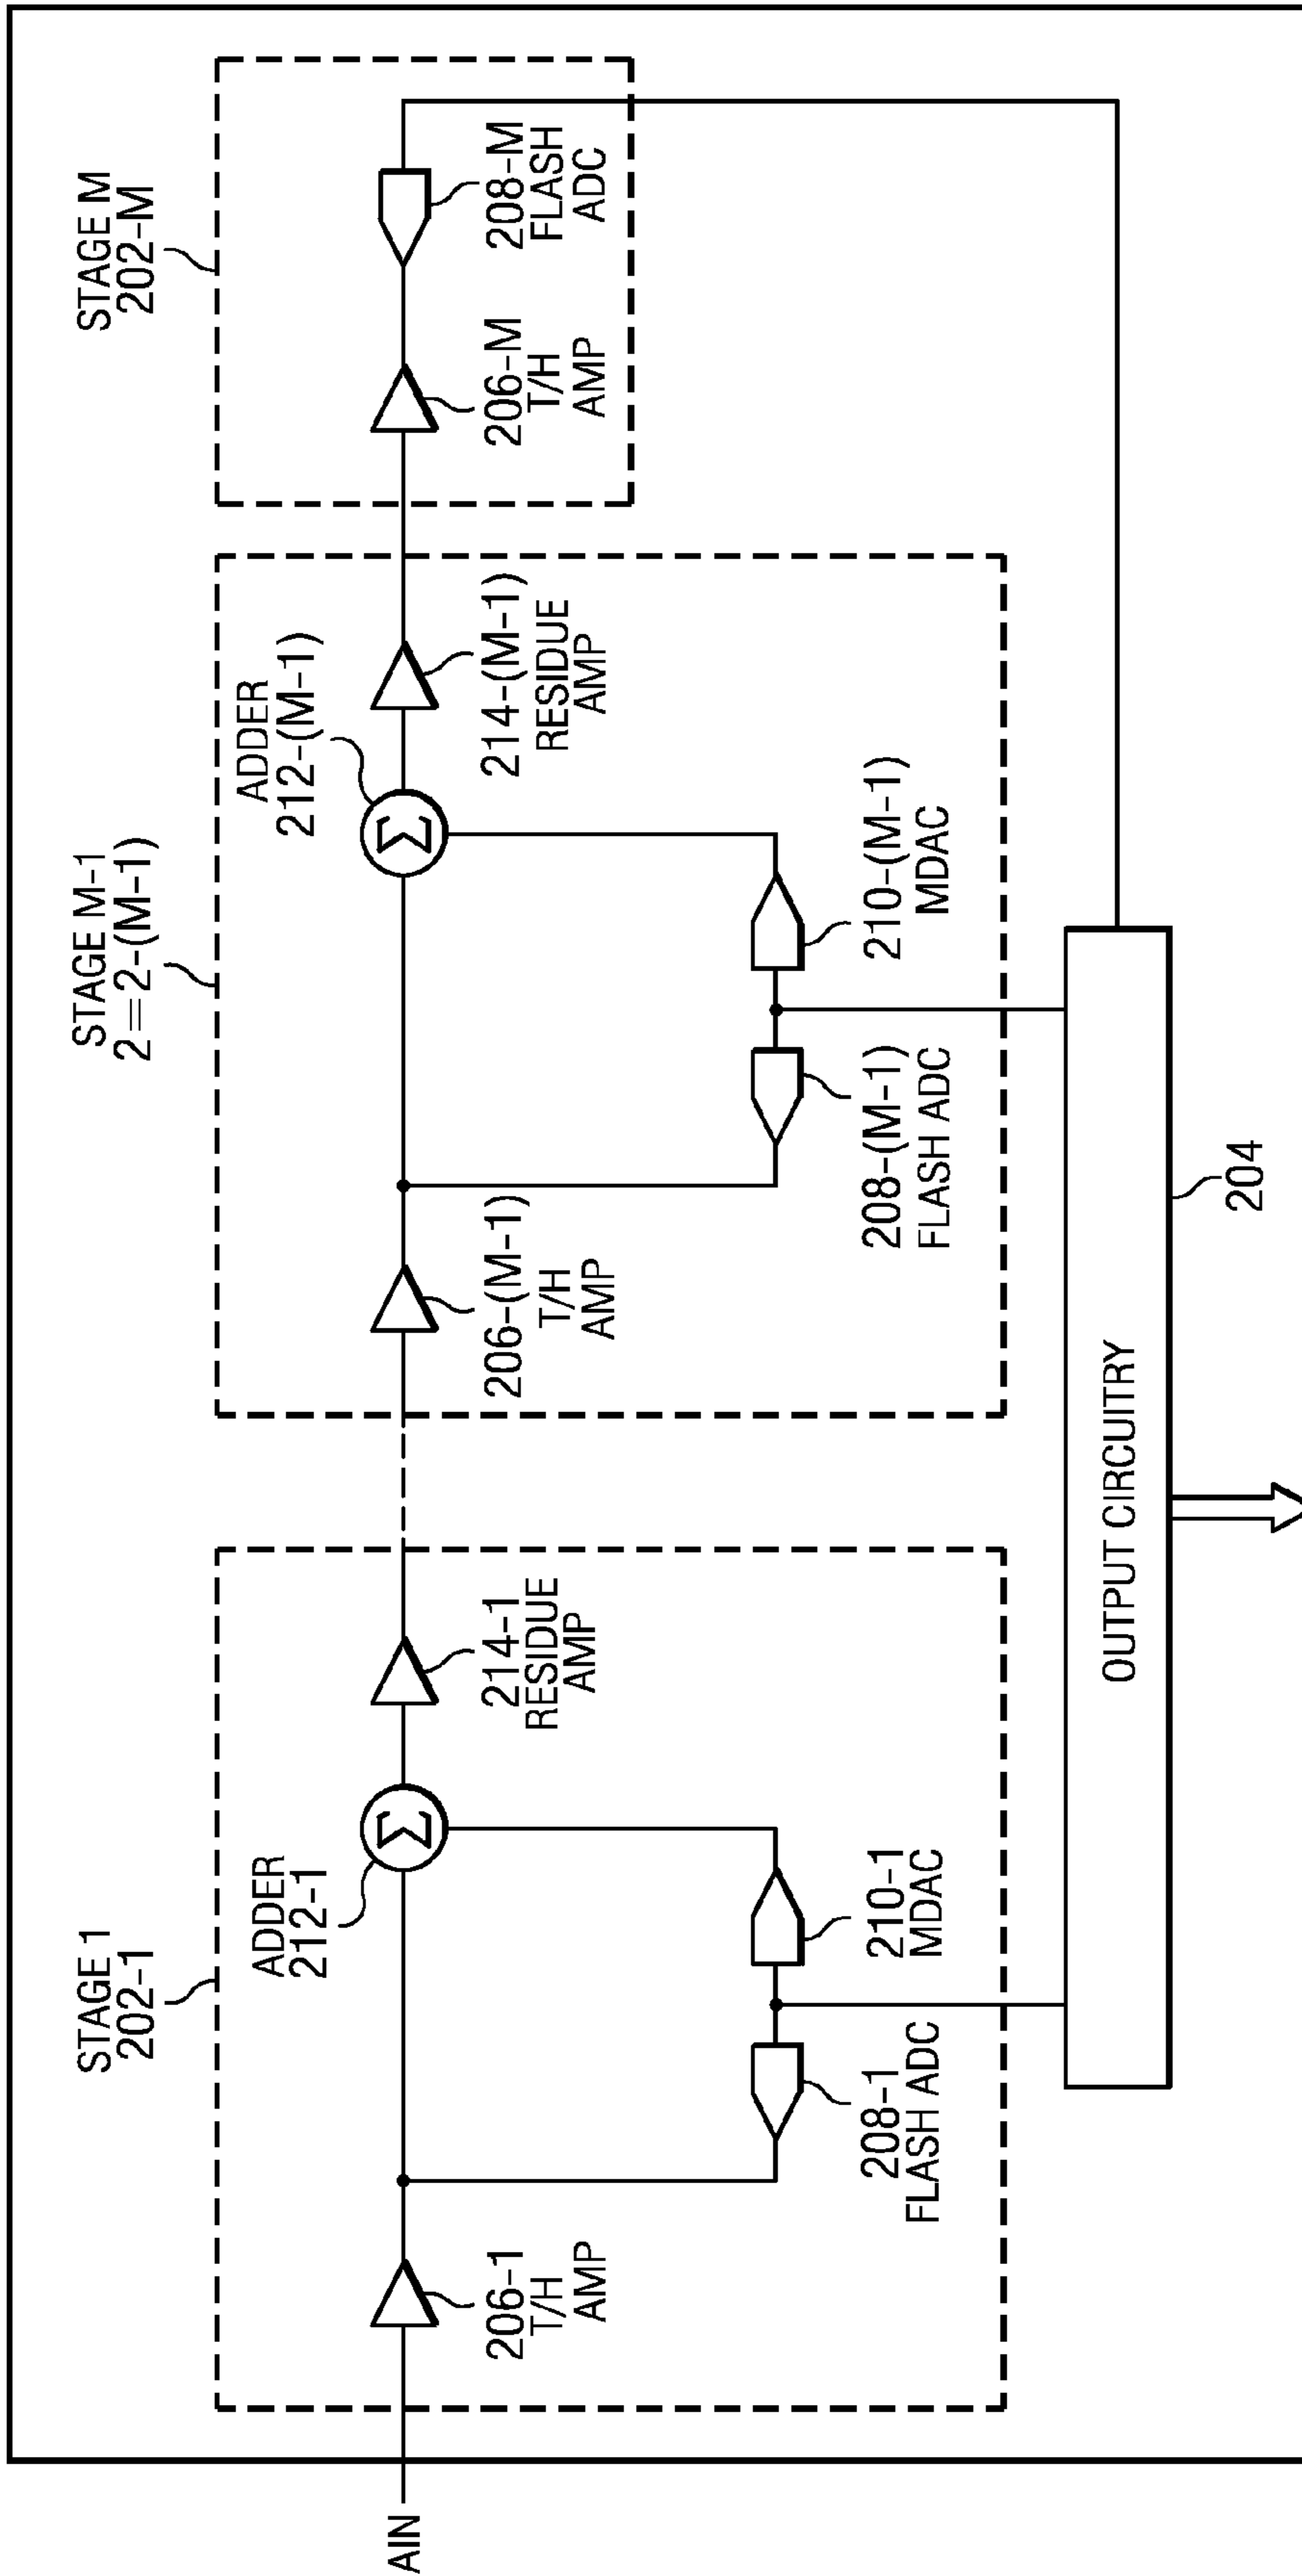 AIN
STAGE 1
202-1
206-1
T/H
AMP
ADDER
212-1
214-1
RESIDUE
AMP
208-1
FLASH ADC
210-1
MDAC
STAGE M-1
2=2-(M-1)
206-(M-1)
T/H
AMP
ADDER
212-(M-1)
214-(M-1)
RESIDUE
AMP
208-(M-1)
FLASH ADC
210-(M-1)
MDAC
STAGE M
202-M
206-M
T/H
AMP
208-M
FLASH
ADC
Σ
Σ
OUTPUT CIRCUITRY
204